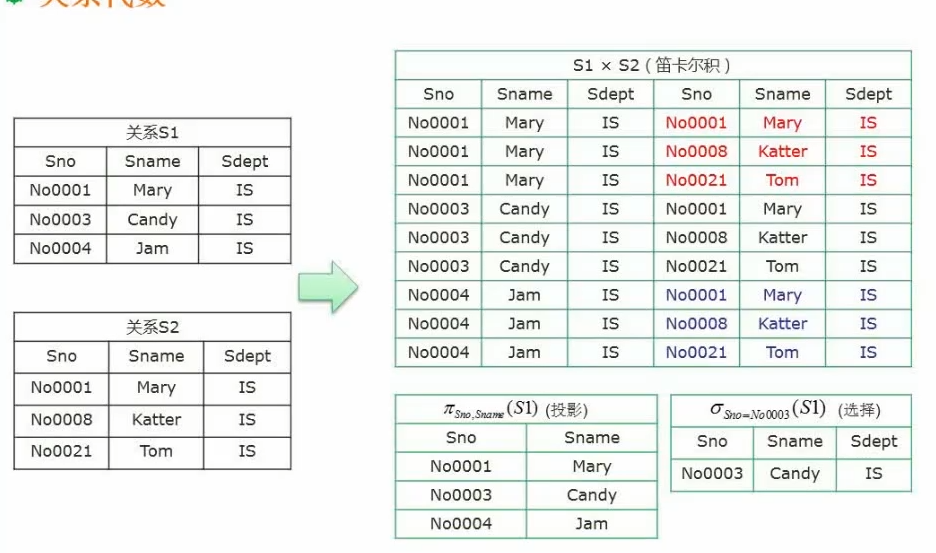 关系代数
关系S1
Sno Sname Sdept
No0001 Mary IS
No0003 Candy IS
No0004 Jam IS
关系S2
Sno Sname Sdept
No0001 Mary IS
No0008 Katter IS
No0021 Tom IS
S1 × S2 ( 笛卡尔积 )
Sno Sname Sdept Sno Sname Sdept
No0001 Mary IS No0001 Mary IS
No0001 Mary IS No0008 Katter IS
No0001 Mary IS No0021 Tom IS
No0003 Candy IS No0001 Mary IS
No0003 Candy IS No0008 Katter IS
No0003 Candy IS No0021 Tom IS
No0004 Jam IS No0001 Mary IS
No0004 Jam IS No0008 Katter IS
No0004 Jam IS No0021 Tom IS
π Sno,Sname (S1) (投影)
Sno Sname
No0001 Mary
No0003 Candy
No0004 Jam
σ Sno=No0003 (S1) (选择)
Sno Sname Sdept
No0003 Candy IS